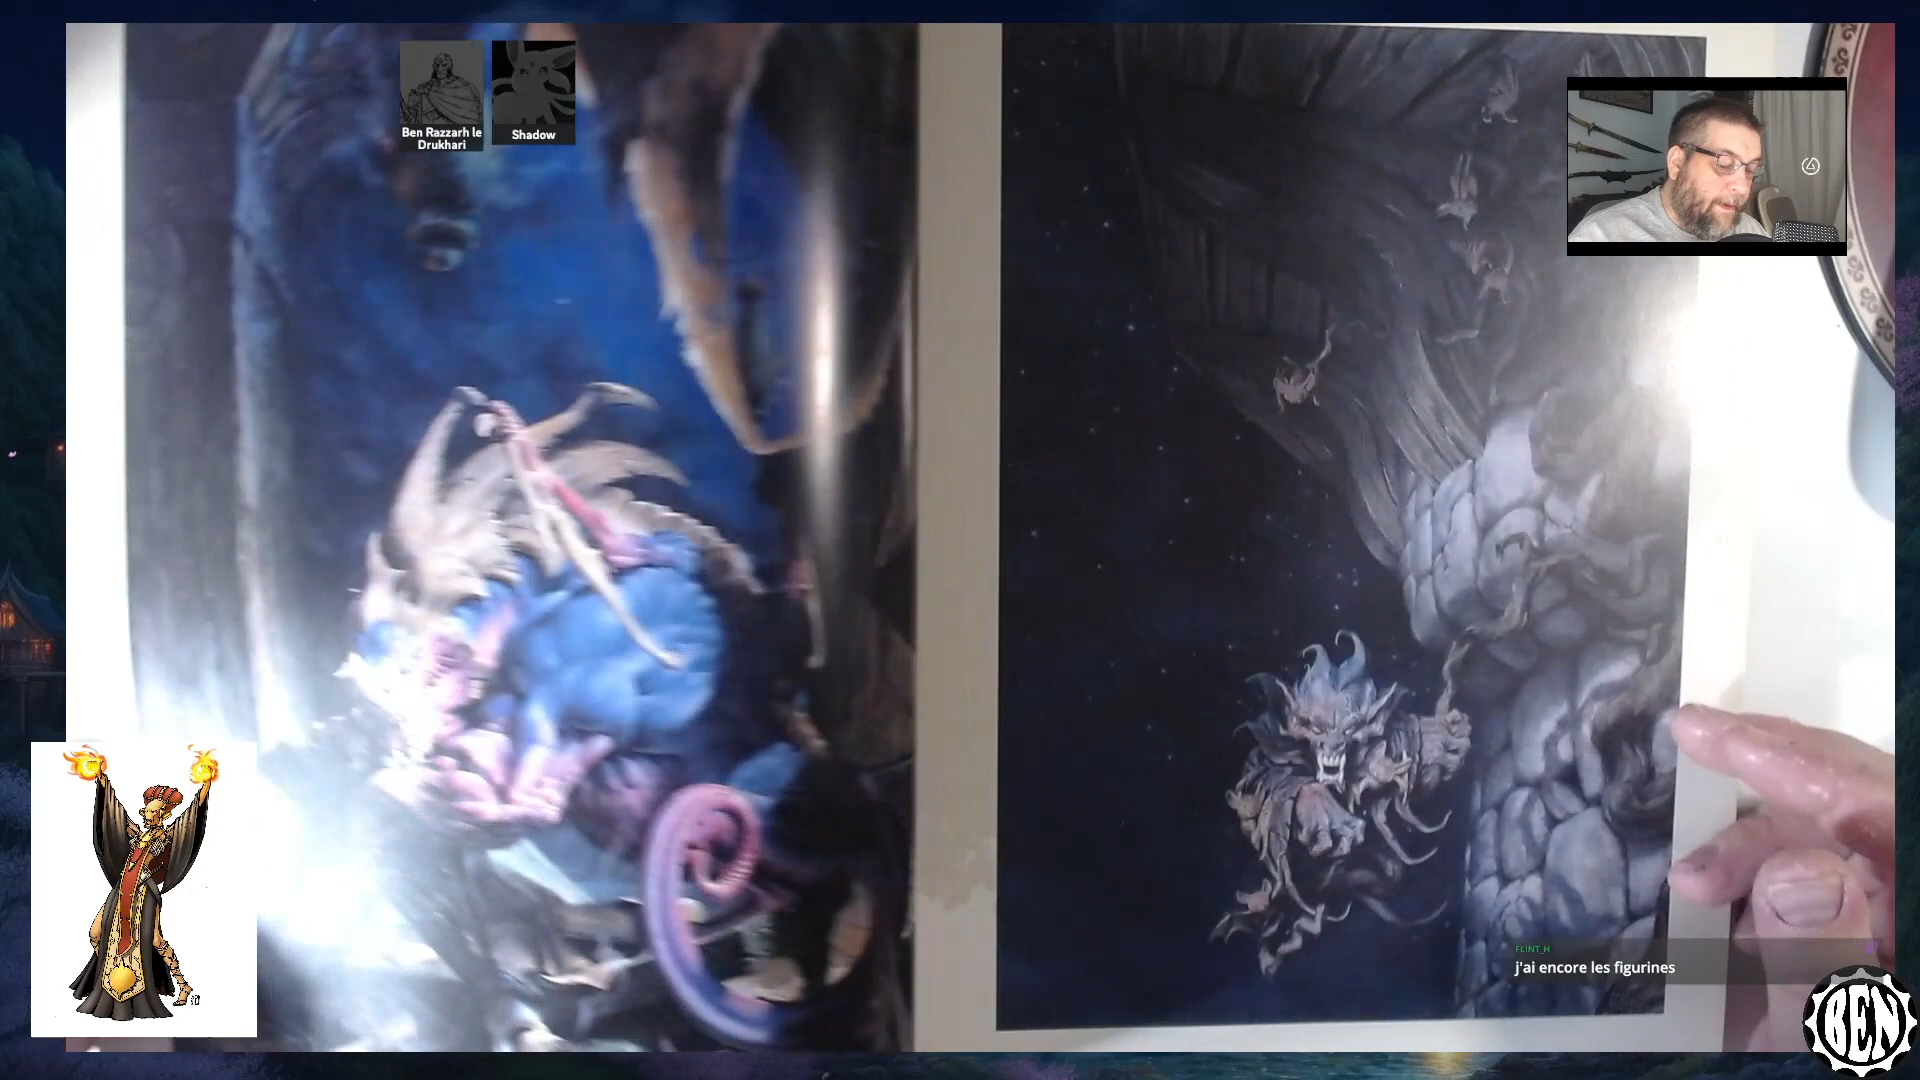 Ben Razzarh le
Drukhari
Shadow
FLINT_H
j'ai encore les figurines
BEN